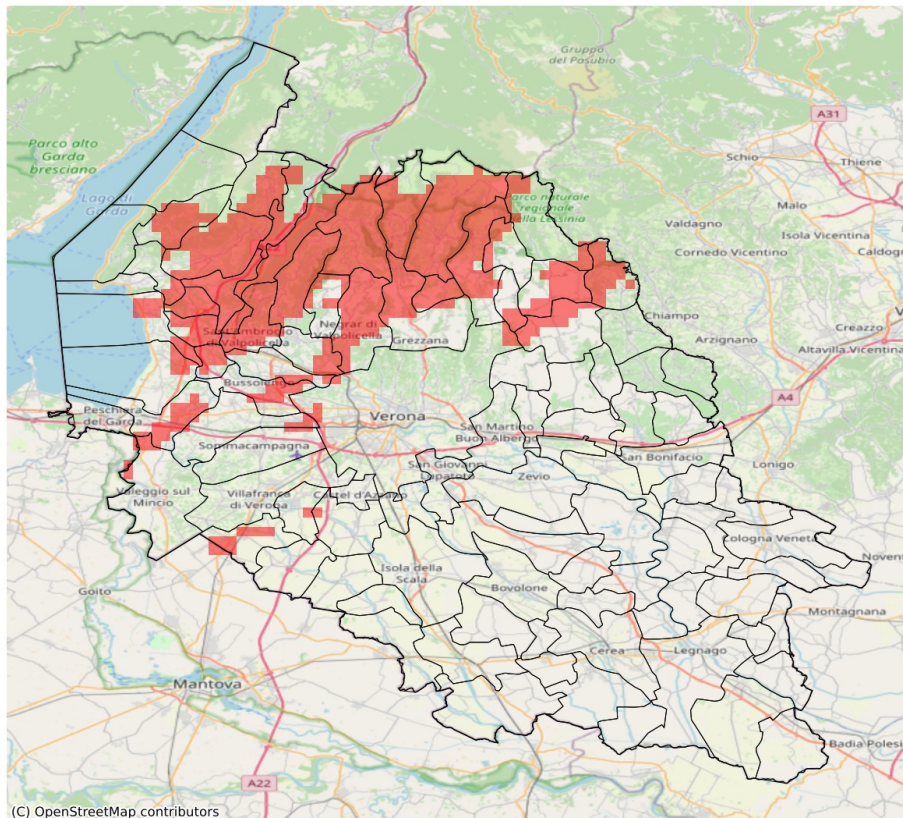 Gruppo
del Pasubio
A31
Parco alto
Garda
bresciano
Schio
Thiene
Lago di
Garda
Parco naturale
regionale
della Lessinia
Malo
Valdagno
Isola Vicentina
Cornedo Vicentino
Caldogno
Chiampo
Creazzo
Arzignano
Altavilla Vicentina
Sant'Ambrogio
di Valpolicella
Negrar di
Valpolicella
Grezzana
Bussolengo
A4
Peschiera
del Garda
Verona
Sommacampagna
San Martino
Buon Albergo
San Bonifacio
Lonigo
San Giovanni
Lupatoto
Zevio
Valeggio sul
Mincio
Villafranca
di Verona
Castel d'Azzano
Cologna Veneta
Isola della
Scala
Goito
Bovolone
Montagnana
Cerea
Legnago
Mantova
Badia Polesi
A22
(C) OpenStreetMap contributors